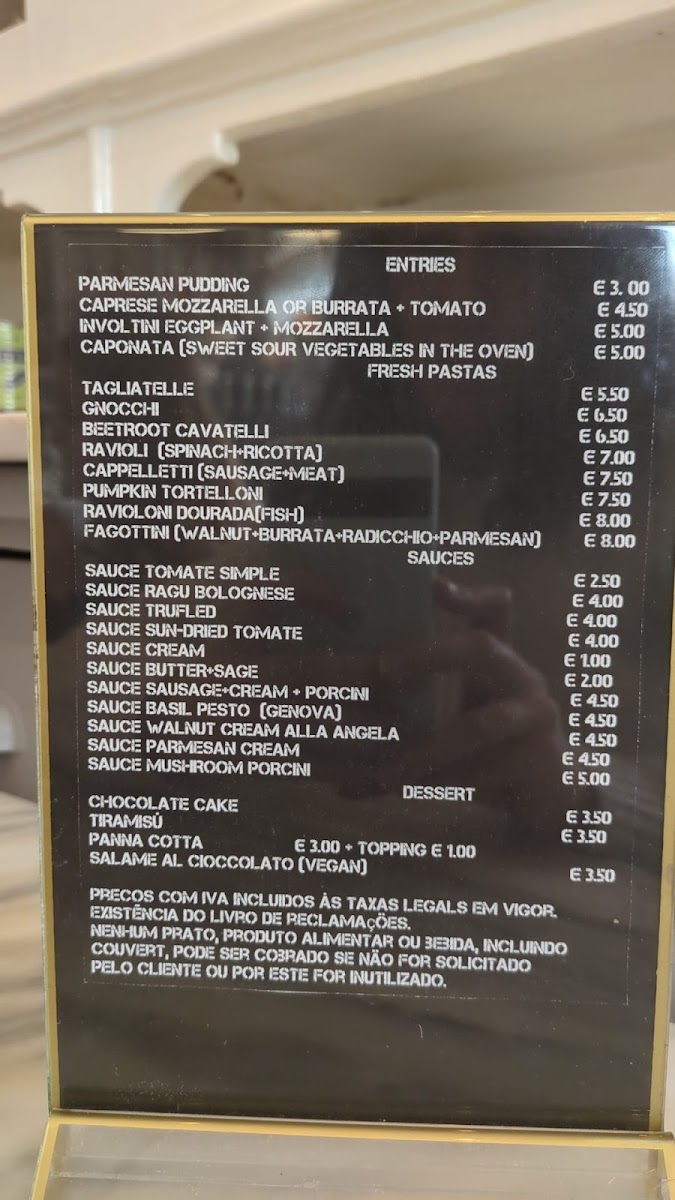 ENTRIES
PARMESAN PUDDING € 3.00
CAPRESE MOZZARELLA OR BURRATA + TOMATO € 4.50
INVOLTINI EGGPLANT + MOZZARELLA € 5.00
CAPONATA (SWEET SOUR VEGETABLES IN THE OVEN) € 5.00
FRESH PASTAS
TAGLIATELLE € 5.50
GNOCCHI € 6.50
BEETROOT CAVATELLI € 6.50
RAVIOLI (SPINACH+RICOTTA) € 7.00
CAPPELLETTI (SAUSAGE+MEAT) € 7.50
PUMPKIN TORTELLONI € 7.50
RAVIOLONI DOURADA(FISH) € 8.00
FAGOTTINI (WALNUT+BURRATA+RADICCHIO+PARMESAN) € 8.00
SAUCES
SAUCE TOMATE SIMPLE € 2.50
SAUCE RAGU BOLOGNESE € 4.00
SAUCE TRUFLED € 4.00
SAUCE SUN-DRIED TOMATE € 4.00
SAUCE CREAM € 1.00
SAUCE BUTTER+SAGE € 2.00
SAUCE SAUSAGE+CREAM + PORCINI € 4.50
SAUCE BASIL PESTO (GENOVA) € 4.50
SAUCE WALNUT CREAM ALLA ANGELA € 4.50
SAUCE PARMESAN CREAM € 4.50
SAUCE MUSHROOM PORCINI € 5.00
DESSERT
CHOCOLATE CAKE € 3.50
TIRAMISÚ € 3.50
PANNA COTTA € 3.00 + TOPPING € 1.00
SALAME AL CIOCCOLATO (VEGAN) € 3.50
PRECOS COM IVA INCLUIDOS ÀS TAXAS LEGALS EM VIGOR.
EXISTÊNCIA DO LIVRO DE RECLAMAÇÕES.
NENHUM PRATO, PRODUTO ALIMENTAR OU BEBIDA, INCLUINDO
COUVERT, PODE SER COBRADO SE NÃO FOR SOLICITADO
PELO CLIENTE OU POR ESTE FOR INUTILIZADO.